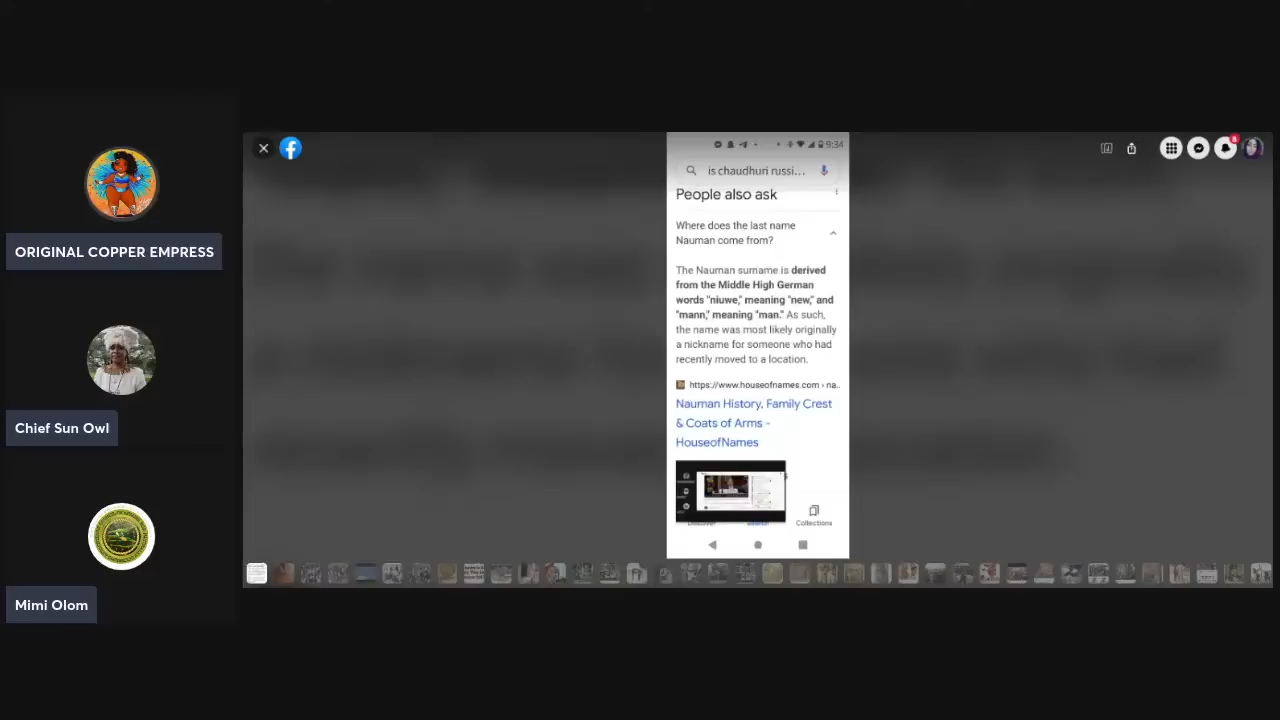 ORIGINAL COPPER EMPRESS
Chief Sun Owl
Mimi Olom
9:34
is chaudhuri russi...
People also ask
Where does the last name
Nauman come from?
The Nauman surname is derived
from the Middle High German
words "niuwe," meaning "new," and
"mann," meaning "man." As such,
the name was most likely originally
a nickname for someone who had
recently moved to a location.
https://www.houseofnames.com › na..
Nauman History, Family Crest
& Coats of Arms -
HouseofNames
Collections